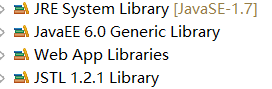 JRE System Library [JavaSE-1.7]
JavaEE 6.0 Generic Library
Web App Libraries
JSTL 1.2.1 Library